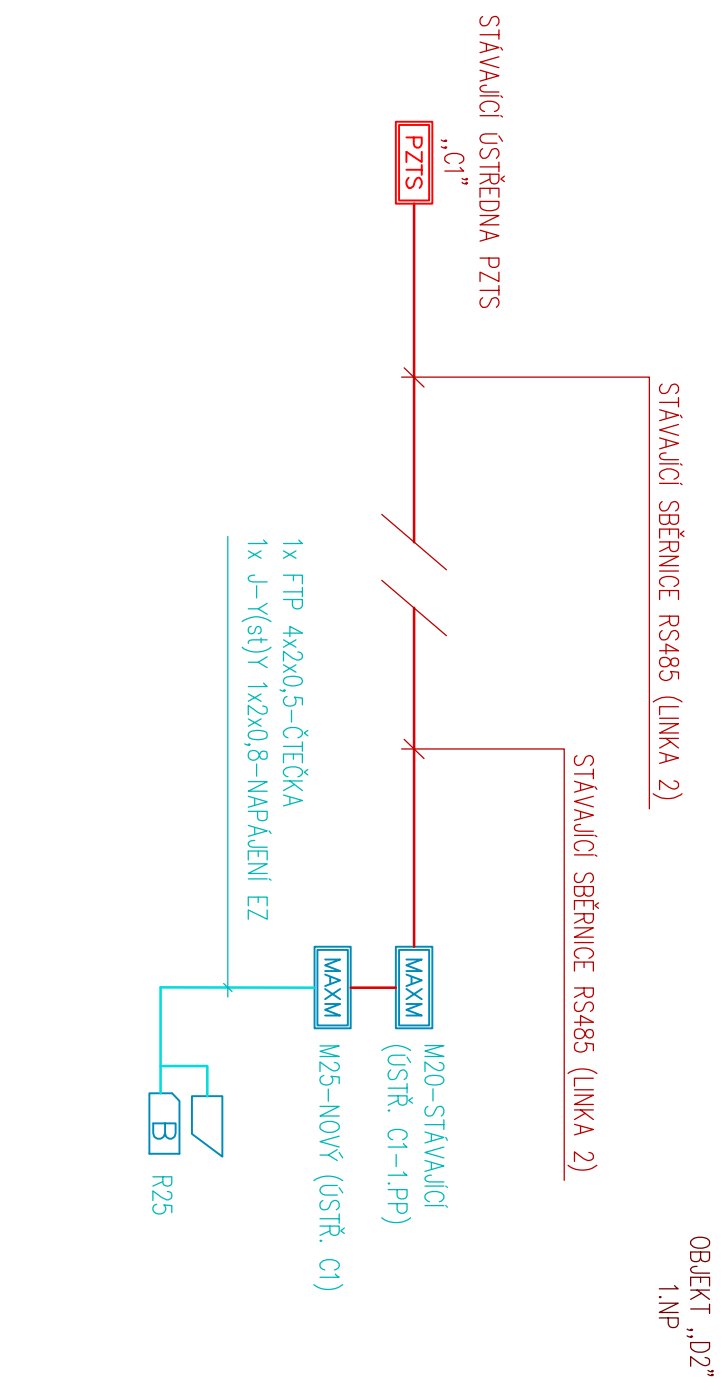 OBJEKT ,,D2”
1.NP
STÁVAJÍCÍ SBĚRNICE RS485 (LINKA 2)
STÁVAJÍCÍ SBĚRNICE RS485 (LINKA 2)
STÁVAJÍCÍ ÚSTŘEDNA PZTS
,,C1”
PZTS
MAXM
M20-STÁVAJÍCÍ
(ÚSTŘ. C1-1.PP)
MAXM
M25-NOVÝ (ÚSTŘ. C1)
1x FTP 4x2x0,5-ČTEČKA
1x J-Y(st)Y 1x2x0,8-NAPÁJENÍ EZ
B
R25